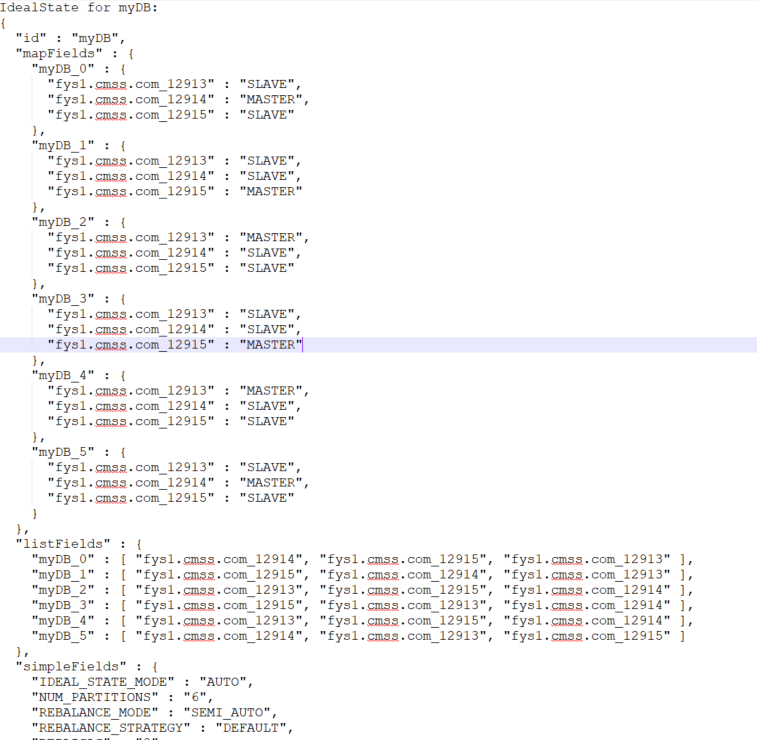 IdealState for myDB:
{
  "id" : "myDB",
  "mapFields" : {
    "myDB_0" : {
      "fys1.cmss.com_12913" : "SLAVE",
      "fys1.cmss.com_12914" : "MASTER",
      "fys1.cmss.com_12915" : "SLAVE"
    },
    "myDB_1" : {
      "fys1.cmss.com_12913" : "SLAVE",
      "fys1.cmss.com_12914" : "SLAVE",
      "fys1.cmss.com_12915" : "MASTER"
    },
    "myDB_2" : {
      "fys1.cmss.com_12913" : "MASTER",
      "fys1.cmss.com_12914" : "SLAVE",
      "fys1.cmss.com_12915" : "SLAVE"
    },
    "myDB_3" : {
      "fys1.cmss.com_12913" : "SLAVE",
      "fys1.cmss.com_12914" : "SLAVE",
      "fys1.cmss.com_12915" : "MASTER"
    },
    "myDB_4" : {
      "fys1.cmss.com_12913" : "MASTER",
      "fys1.cmss.com_12914" : "SLAVE",
      "fys1.cmss.com_12915" : "SLAVE"
    },
    "myDB_5" : {
      "fys1.cmss.com_12913" : "SLAVE",
      "fys1.cmss.com_12914" : "MASTER",
      "fys1.cmss.com_12915" : "SLAVE"
    }
  },
  "listFields" : {
    "myDB_0" : [ "fys1.cmss.com_12914", "fys1.cmss.com_12915", "fys1.cmss.com_12913" ],
    "myDB_1" : [ "fys1.cmss.com_12915", "fys1.cmss.com_12914", "fys1.cmss.com_12913" ],
    "myDB_2" : [ "fys1.cmss.com_12913", "fys1.cmss.com_12915", "fys1.cmss.com_12914" ],
    "myDB_3" : [ "fys1.cmss.com_12915", "fys1.cmss.com_12913", "fys1.cmss.com_12914" ],
    "myDB_4" : [ "fys1.cmss.com_12913", "fys1.cmss.com_12915", "fys1.cmss.com_12914" ],
    "myDB_5" : [ "fys1.cmss.com_12914", "fys1.cmss.com_12913", "fys1.cmss.com_12915" ]
  },
  "simpleFields" : {
    "IDEAL_STATE_MODE" : "AUTO",
    "NUM_PARTITIONS" : "6",
    "REBALANCE_MODE" : "SEMI_AUTO",
    "REBALANCE_STRATEGY" : "DEFAULT",